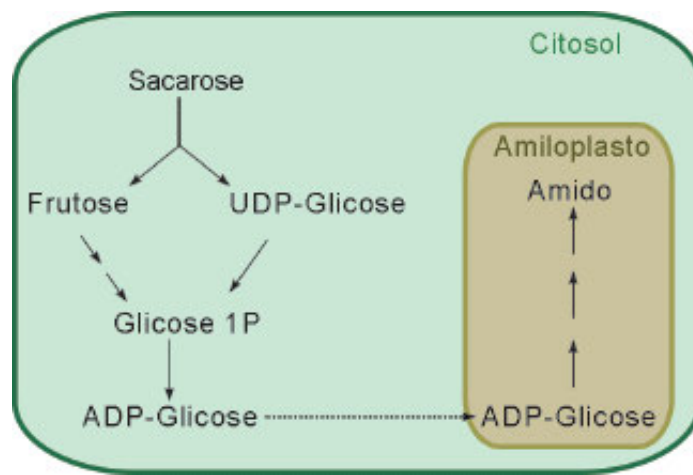 Citosol
Sacarose
Amiloplasto
Amido
Frutose
UDP-Glicose
Glicose 1P
ADP-Glicose
ADP-Glicose